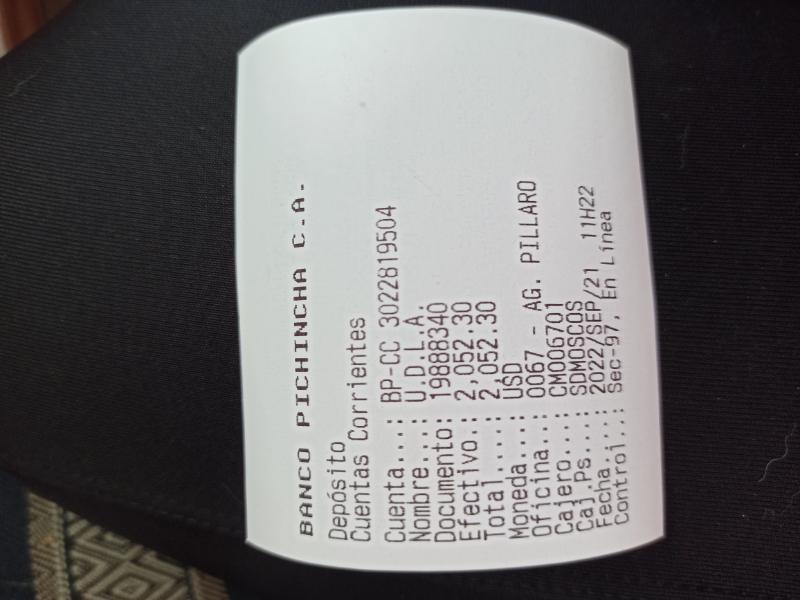 BANCO PICHINCHA C.A.
Depósito
Cuentas Corrientes
Cuenta...: BP-CC 3022819504
Nombre...: U.D.L.A.
Documento: 19888340
Efectivo.: 2,052.30
Total....: 2,052.30
Moneda...: USD
Oficina..: 0067 - AG. PILLARO
Cajero...: CM006701
Caj.Ps...: SDMOSCOS
Fecha....: 2022/SEP/21 11H22
Control..: Sec-97, En Línea